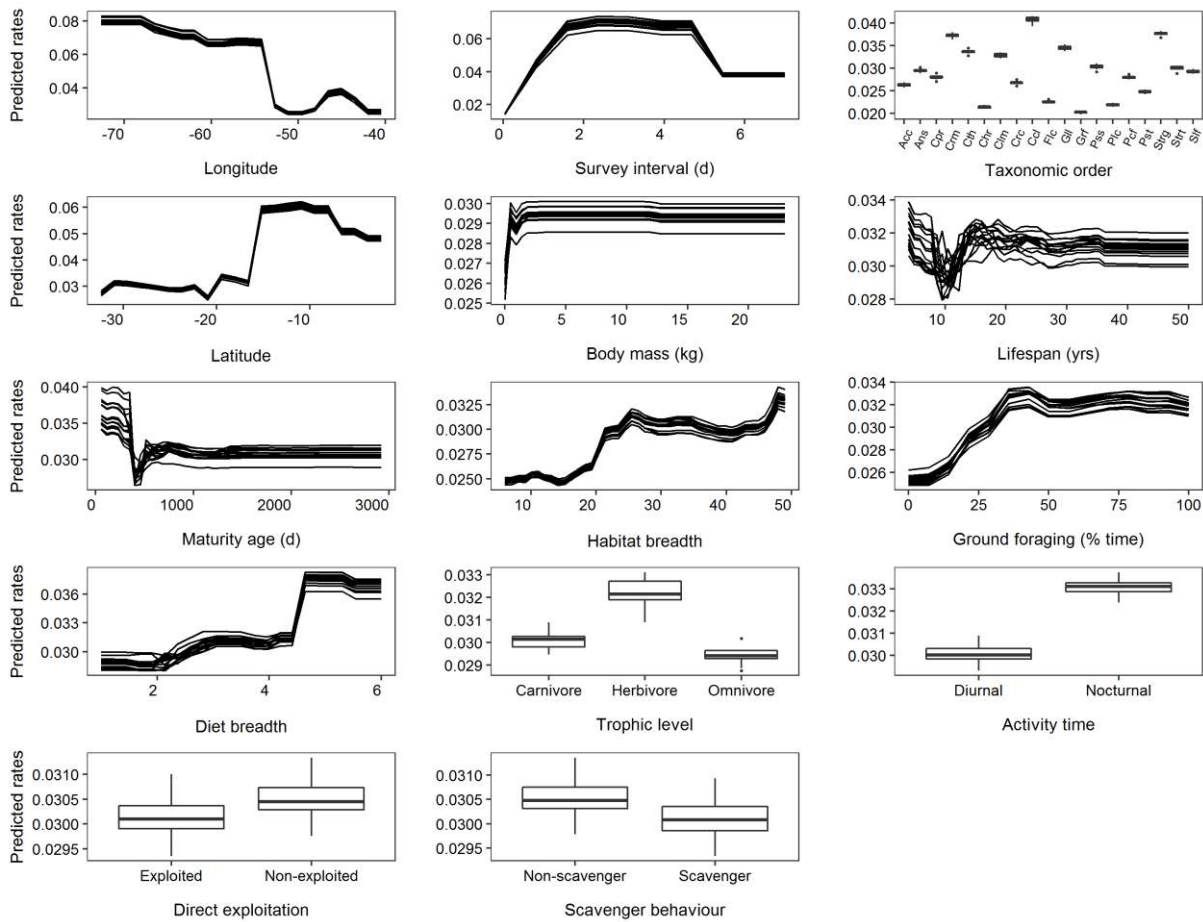 Predicted rates
0.08
0.06
0.04
-70 -60 -50 -40
Longitude
0.06
0.04
0.02
0 2 4 6
Survey interval (d)
0.040
0.035
0.030
0.025
0.020
Acc Ans Cpr Crm Cth Chr Clm Crc Ccl Flc Gll Grf Pss Plc Pcf Pst Strg Strt Slf
Taxonomic order
Predicted rates
0.06
0.05
0.04
0.03
-30 -20 -10
Latitude
0.030
0.029
0.028
0.027
0.026
0.025
0 5 10 15 20
Body mass (kg)
0.034
0.032
0.030
0.028
10 20 30 40 50
Lifespan (yrs)
Predicted rates
0.040
0.035
0.030
0 1000 2000 3000
Maturity age (d)
0.0325
0.0300
0.0275
0.0250
10 20 30 40 50
Habitat breadth
0.034
0.032
0.030
0.028
0.026
0 25 50 75 100
Ground foraging (% time)
Predicted rates
0.036
0.033
0.030
2 4 6
Diet breadth
0.033
0.032
0.030
0.029
Carnivore Herbivore Omnivore
Trophic level
0.033
0.032
0.031
0.030
Diurnal Nocturnal
Activity time
Predicted rates
0.0310
0.0305
0.0300
0.0295
Exploited Non-exploited
Direct exploitation
0.0310
0.0305
0.0300
0.0295
Non-scavenger Scavenger
Scavenger behaviour